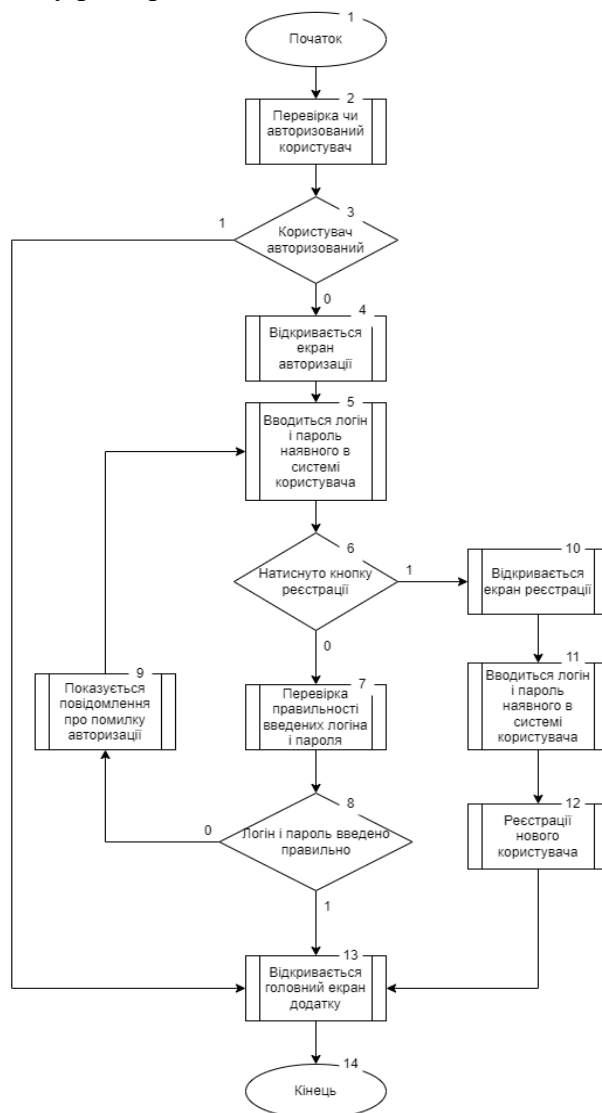 1
Початок
2
Перевірка чи
авторизований
користувач
3
1
Користувач
авторизований
0
4
Відкривається
екран
авторизації
5
Вводиться логін
і пароль
наявного в
системі
користувача
6
Натиснуто кнопку
реєстрації
1
0
10
Відкривається
екран реєстрації
11
Вводиться логін
і пароль
наявного в
системі
користувача
9
Показується
повідомлення
про помилку
авторизації
7
Перевірка
правильності
введених логіна
і пароля
8
0
Логін і пароль введено
правильно
1
12
Реєстрації
нового
користувача
13
Відкривається
головний екран
додатку
14
Кінець